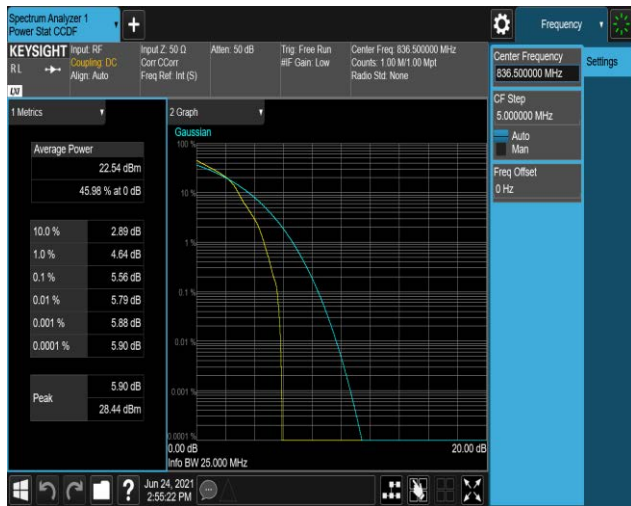 Spectrum Analyzer 1
Power Stat CCDF
+
Frequency
KEYSIGHT
RL
LXI
Input: RF
Coupling: DC
Align: Auto
Input Z: 50 Ω
Corr CCorr
Freq Ref: Int (S)
Atten: 50 dB
Trig: Free Run
#IF Gain: Low
Center Freq: 836.500000 MHz
Counts: 1.00 M/1.00 Mpt
Radio Std: None
Center Frequency
836.500000 MHz
Settings
CF Step
5.000000 MHz
Auto
Man
Freq Offset
0 Hz
1 Metrics
Average Power
22.54 dBm
45.98 % at 0 dB
10.0 % 2.89 dB
1.0 % 4.64 dB
0.1 % 5.56 dB
0.01 % 5.79 dB
0.001 % 5.88 dB
0.0001 % 5.90 dB
Peak
5.90 dB
28.44 dBm
2 Graph
Gaussian
100 %
10 %
1 %
0.1 %
0.01 %
0.001 %
0.0001 %
0.00 dB 20.00 dB
Info BW 25.000 MHz
?
Jun 24, 2021
2:55:22 PM